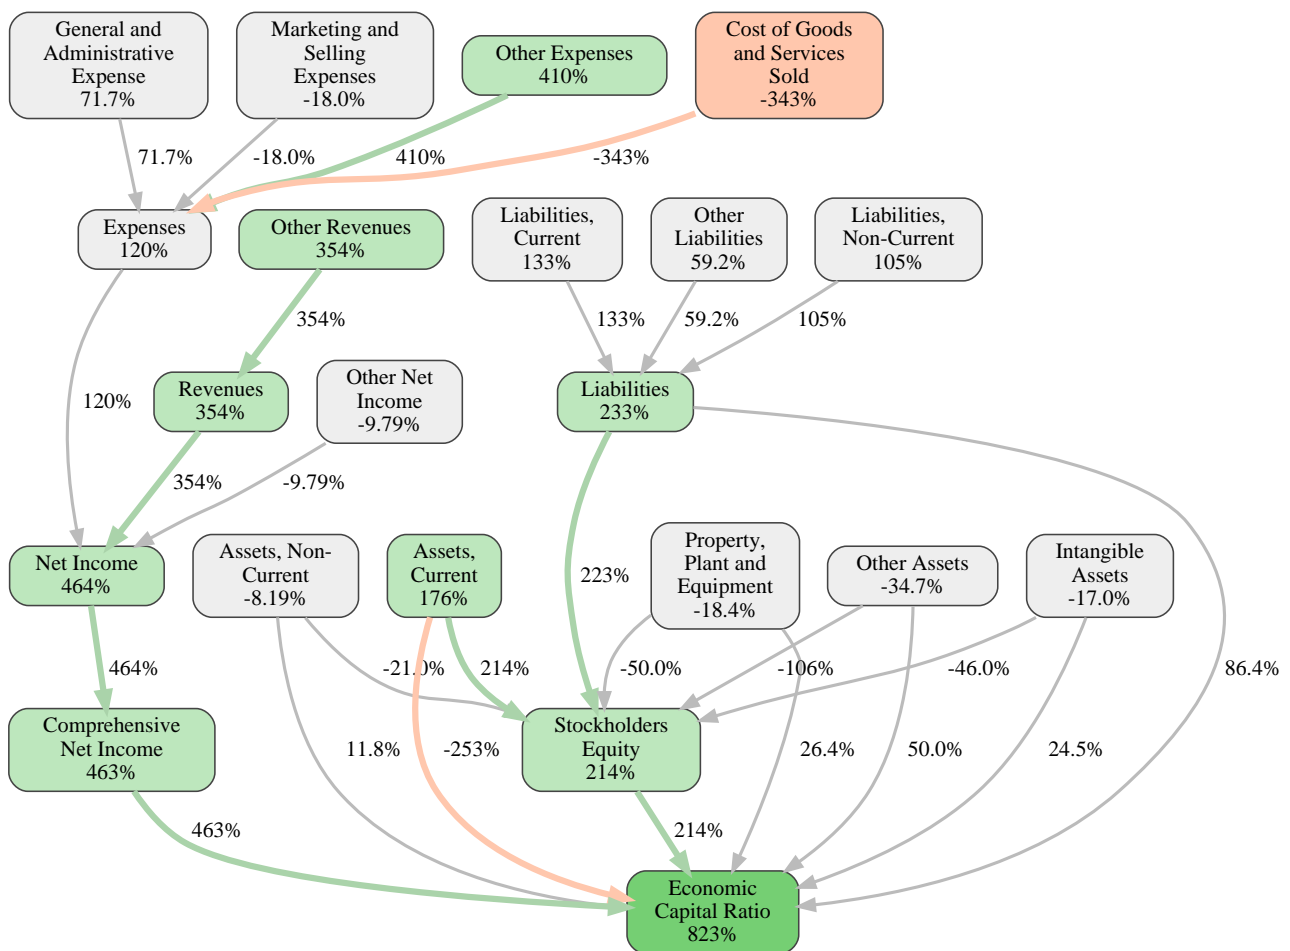 General and
Administrative
Expense
71.7%
Marketing and
Selling
Expenses
-18.0%
Other Expenses
410%
Cost of Goods
and Services
Sold
-343%
71.7%
-18.0%
410%
-343%
Expenses
120%
Other Revenues
354%
Liabilities,
Current
133%
Other
Liabilities
59.2%
Liabilities,
Non-Current
105%
354%
133%
59.2%
105%
Revenues
354%
Other Net
Income
-9.79%
Liabilities
233%
120%
354%
-9.79%
Net Income
464%
Assets, Non-
Current
-8.19%
Assets,
Current
176%
223%
Property,
Plant and
Equipment
-18.4%
Other Assets
-34.7%
Intangible
Assets
-17.0%
464%
-21.0%
214%
-50.0%
-106%
-46.0%
86.4%
Comprehensive
Net Income
463%
11.8%
-253%
Stockholders
Equity
214%
26.4%
50.0%
24.5%
463%
214%
Economic
Capital Ratio
823%